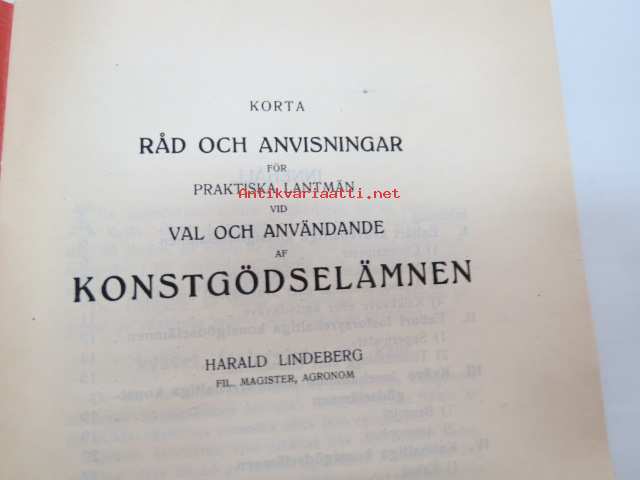 KORTA
RÅD OCH ANVISNINGAR
FÖR
PRAKTISKA LANTMÄN
Antikvariaatti.net
VID
VAL OCH ANVÄNDANDE
AF
KONSTGÖDSELÄMNEN
HARALD LINDEBERG
FIL. MAGISTER, AGRONOM